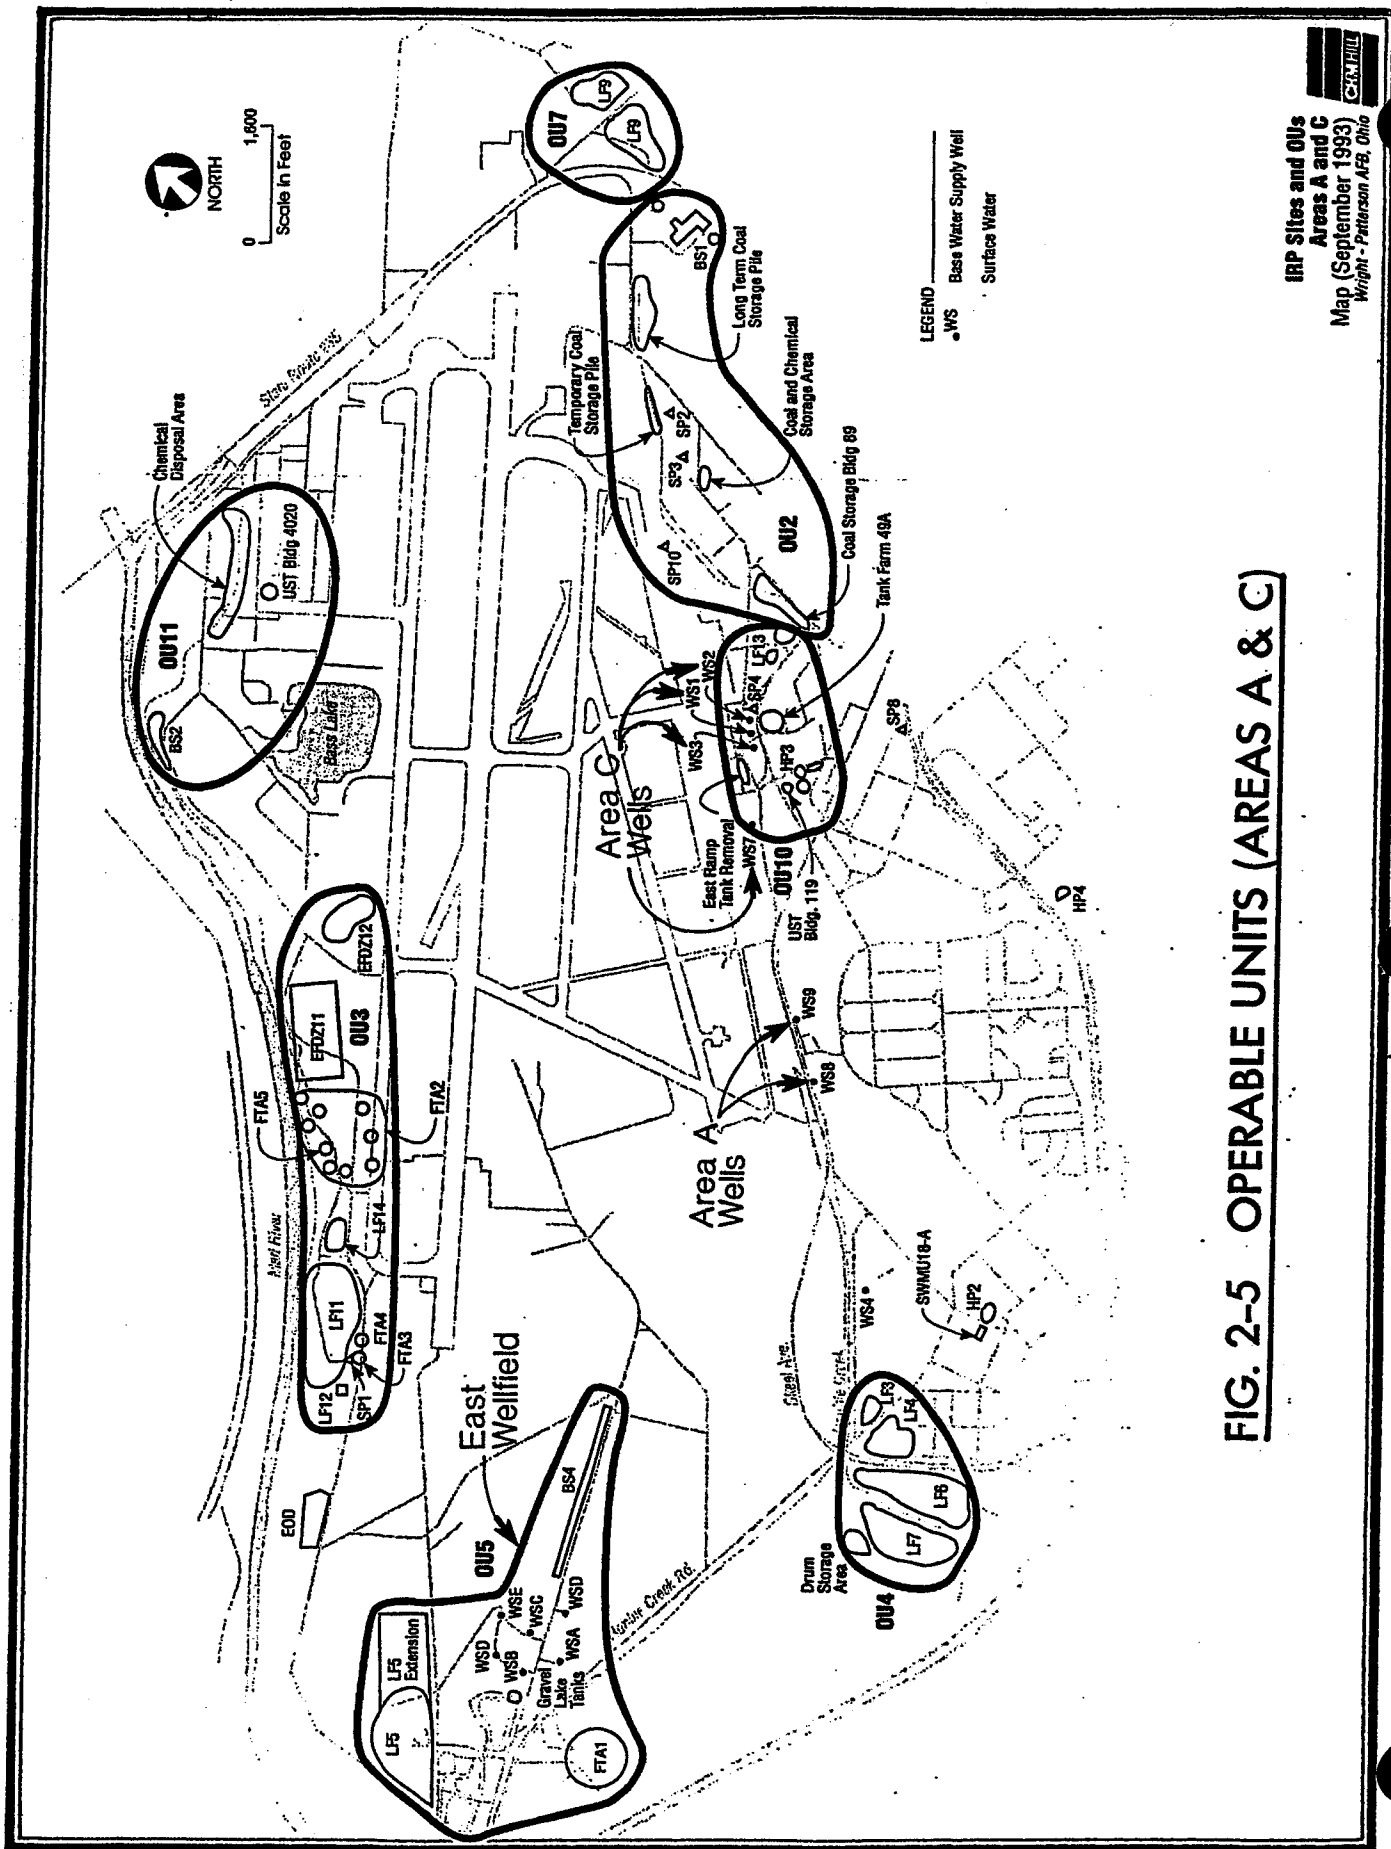 NORTH
0 1,600
Scale in Feet
State Route
Chemical
Disposal Area
OU11
BS2
UST Bldg 4020
Bass Lake
OU7
LF9
LF9
BS1
Long Term Coal
Storage Pile
Temporary Coal
Storage Pile
SP2
SP3
Coal and Chemical
Storage Area
SP10
OU2
Coal Storage Bldg 89
Tank Farm 49A
LEGEND
WS Base Water Supply Well
Surface Water
Mad River
FTA5
EFDZ11
EFDZ12
OU3
FTA2
LF14
LF11
FTA4
FTA3
LF12
SP1
EOD
Area C
Wells
WS1
WS2
WS3
SP4
LF13
HP3
East Ramp
Tank Removal
WS7
OU10
UST
Bldg. 119
SP8
HP4
Area A
Wells
WS9
WS8
East
Wellfield
OU5
BS4
LF5
Extension
LF5
WSE
WSC
WSD
WSD
WSB
WSA
Gravel
Lake
Tanks
FTA1
Creek Rd.
WS4
SWMU18-A
HP2
LF3
LF4
LF6
LF7
Drum
Storage
Area
OU4
FIG. 2-5 OPERABLE UNITS (AREAS A & C)
CH2M HILL
IRP Sites and OUs
Areas A and C
Map (September 1993)
Wright - Patterson AFB, Ohio